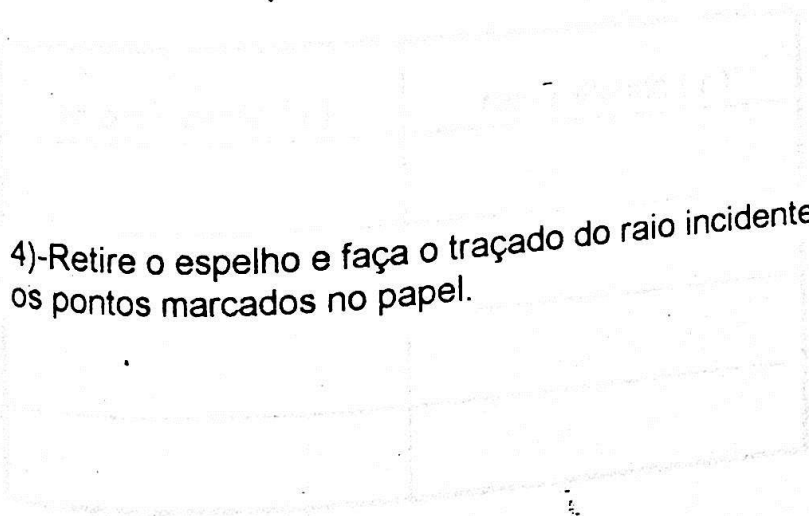 4)-Retire o espelho e faça o traçado do raio incidente
os pontos marcados no papel.